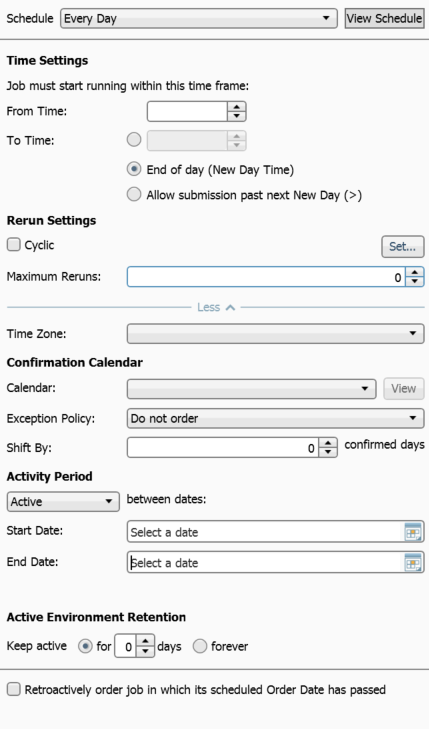 Schedule Every Day View Schedule
Time Settings
Job must start running within this time frame:
From Time:
To Time:
End of day (New Day Time)
Allow submission past next New Day (>)
Rerun Settings
Cyclic Set...
Maximum Reruns: 0
Less
Time Zone:
Confirmation Calendar
Calendar: View
Exception Policy: Do not order
Shift By: 0 confirmed days
Activity Period
Active between dates:
Start Date: Select a date
End Date: Select a date
Active Environment Retention
Keep active for 0 days forever
Retroactively order job in which its scheduled Order Date has passed